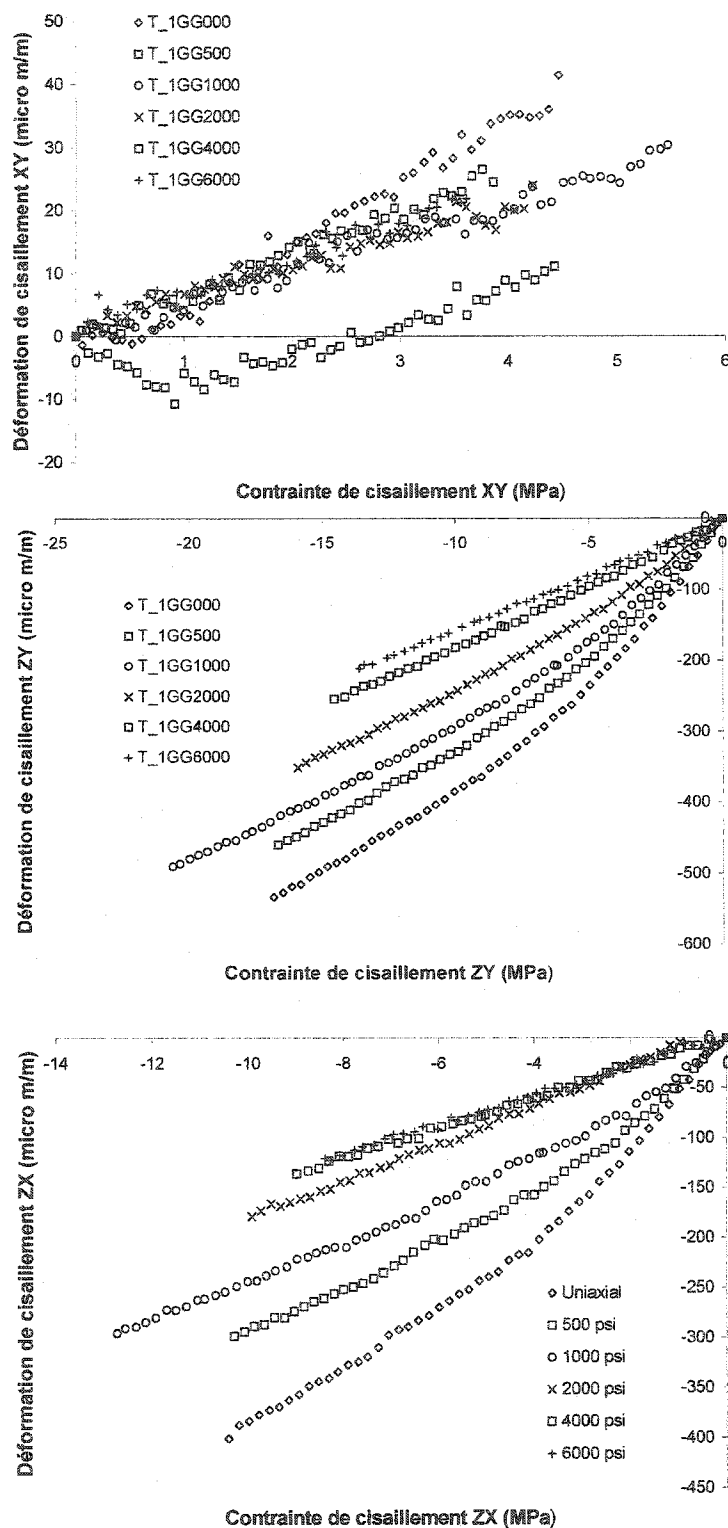 Déformation de cisaillement XY (micro m/m)
50
40
30
20
10
0
-10
-20
T_1GG000
T_1GG500
T_1GG1000
T_1GG2000
T_1GG4000
T_1GG6000
0
1
2
3
4
5
6
Contrainte de cisaillement XY (MPa)
Déformation de cisaillement ZY (micro m/m)
-25
-20
-15
-10
-5
0
0
-100
-200
-300
-400
-500
-600
T_1GG000
T_1GG500
T_1GG1000
T_1GG2000
T_1GG4000
T_1GG6000
Contrainte de cisaillement ZY (MPa)
Déformation de cisaillement ZX (micro m/m)
-14
-12
-10
-8
-6
-4
-2
0
0
-50
-100
-150
-200
-250
-300
-350
-400
-450
Uniaxial
500 psi
1000 psi
2000 psi
4000 psi
6000 psi
Contrainte de cisaillement ZX (MPa)